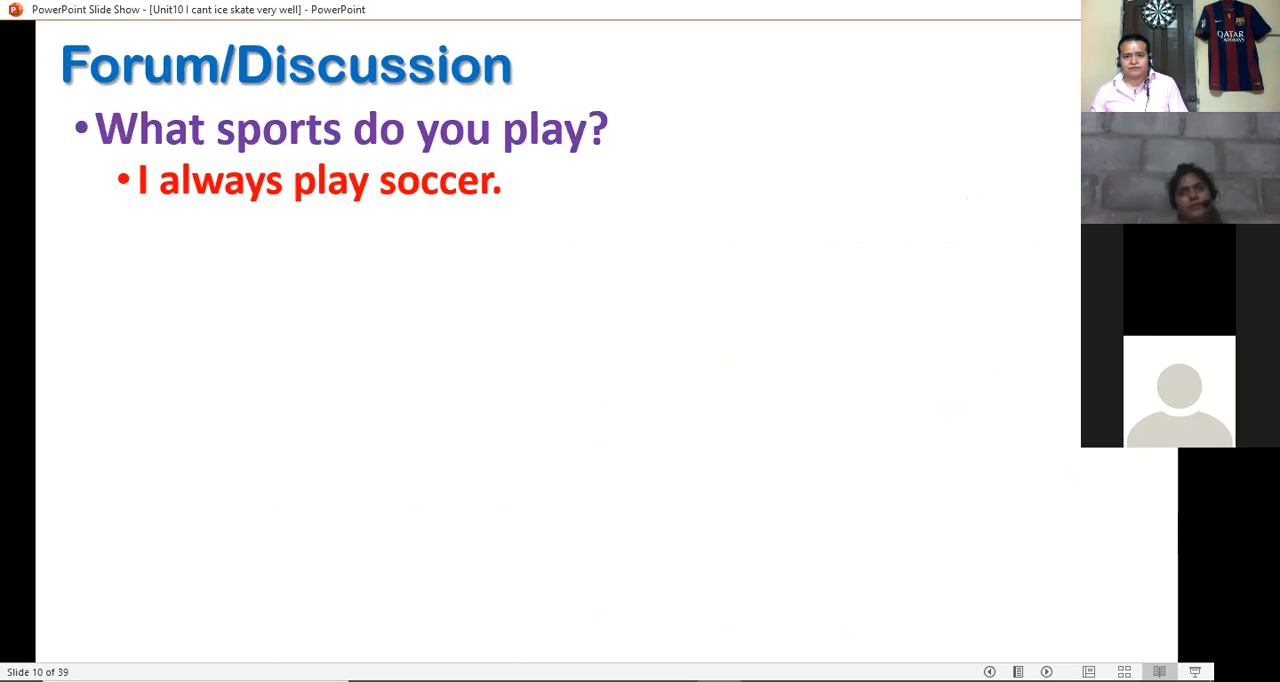 PowerPoint Slide Show - [Unit10 I cant ice skate very well] - PowerPoint
Forum/Discussion
•What sports do you play?
•I always play soccer.
QATAR
AIRWAYS
Slide 10 of 39